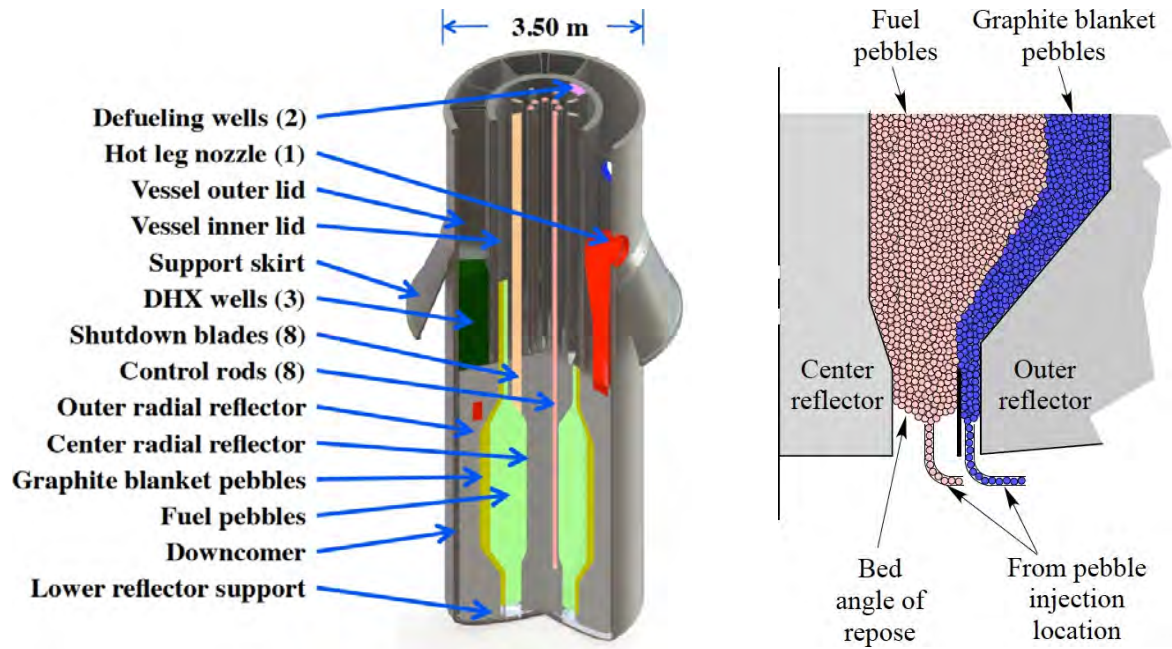 3.50 m
Defueling wells (2)
Hot leg nozzle (1)
Vessel outer lid
Vessel inner lid
Support skirt
DHX wells (3)
Shutdown blades (8)
Control rods (8)
Outer radial reflector
Center radial reflector
Graphite blanket pebbles
Fuel pebbles
Downcomer
Lower reflector support
Fuel
pebbles
Graphite blanket
pebbles
Center
reflector
Outer
reflector
Bed
angle of
repose
From pebble
injection
location